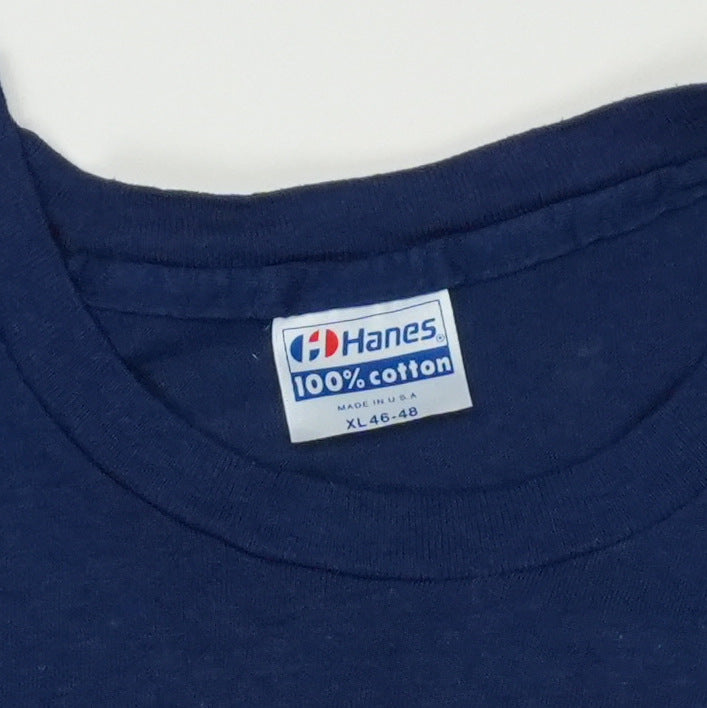 Hanes®
100% cotton
MADE IN U.S.A
XL 46-48